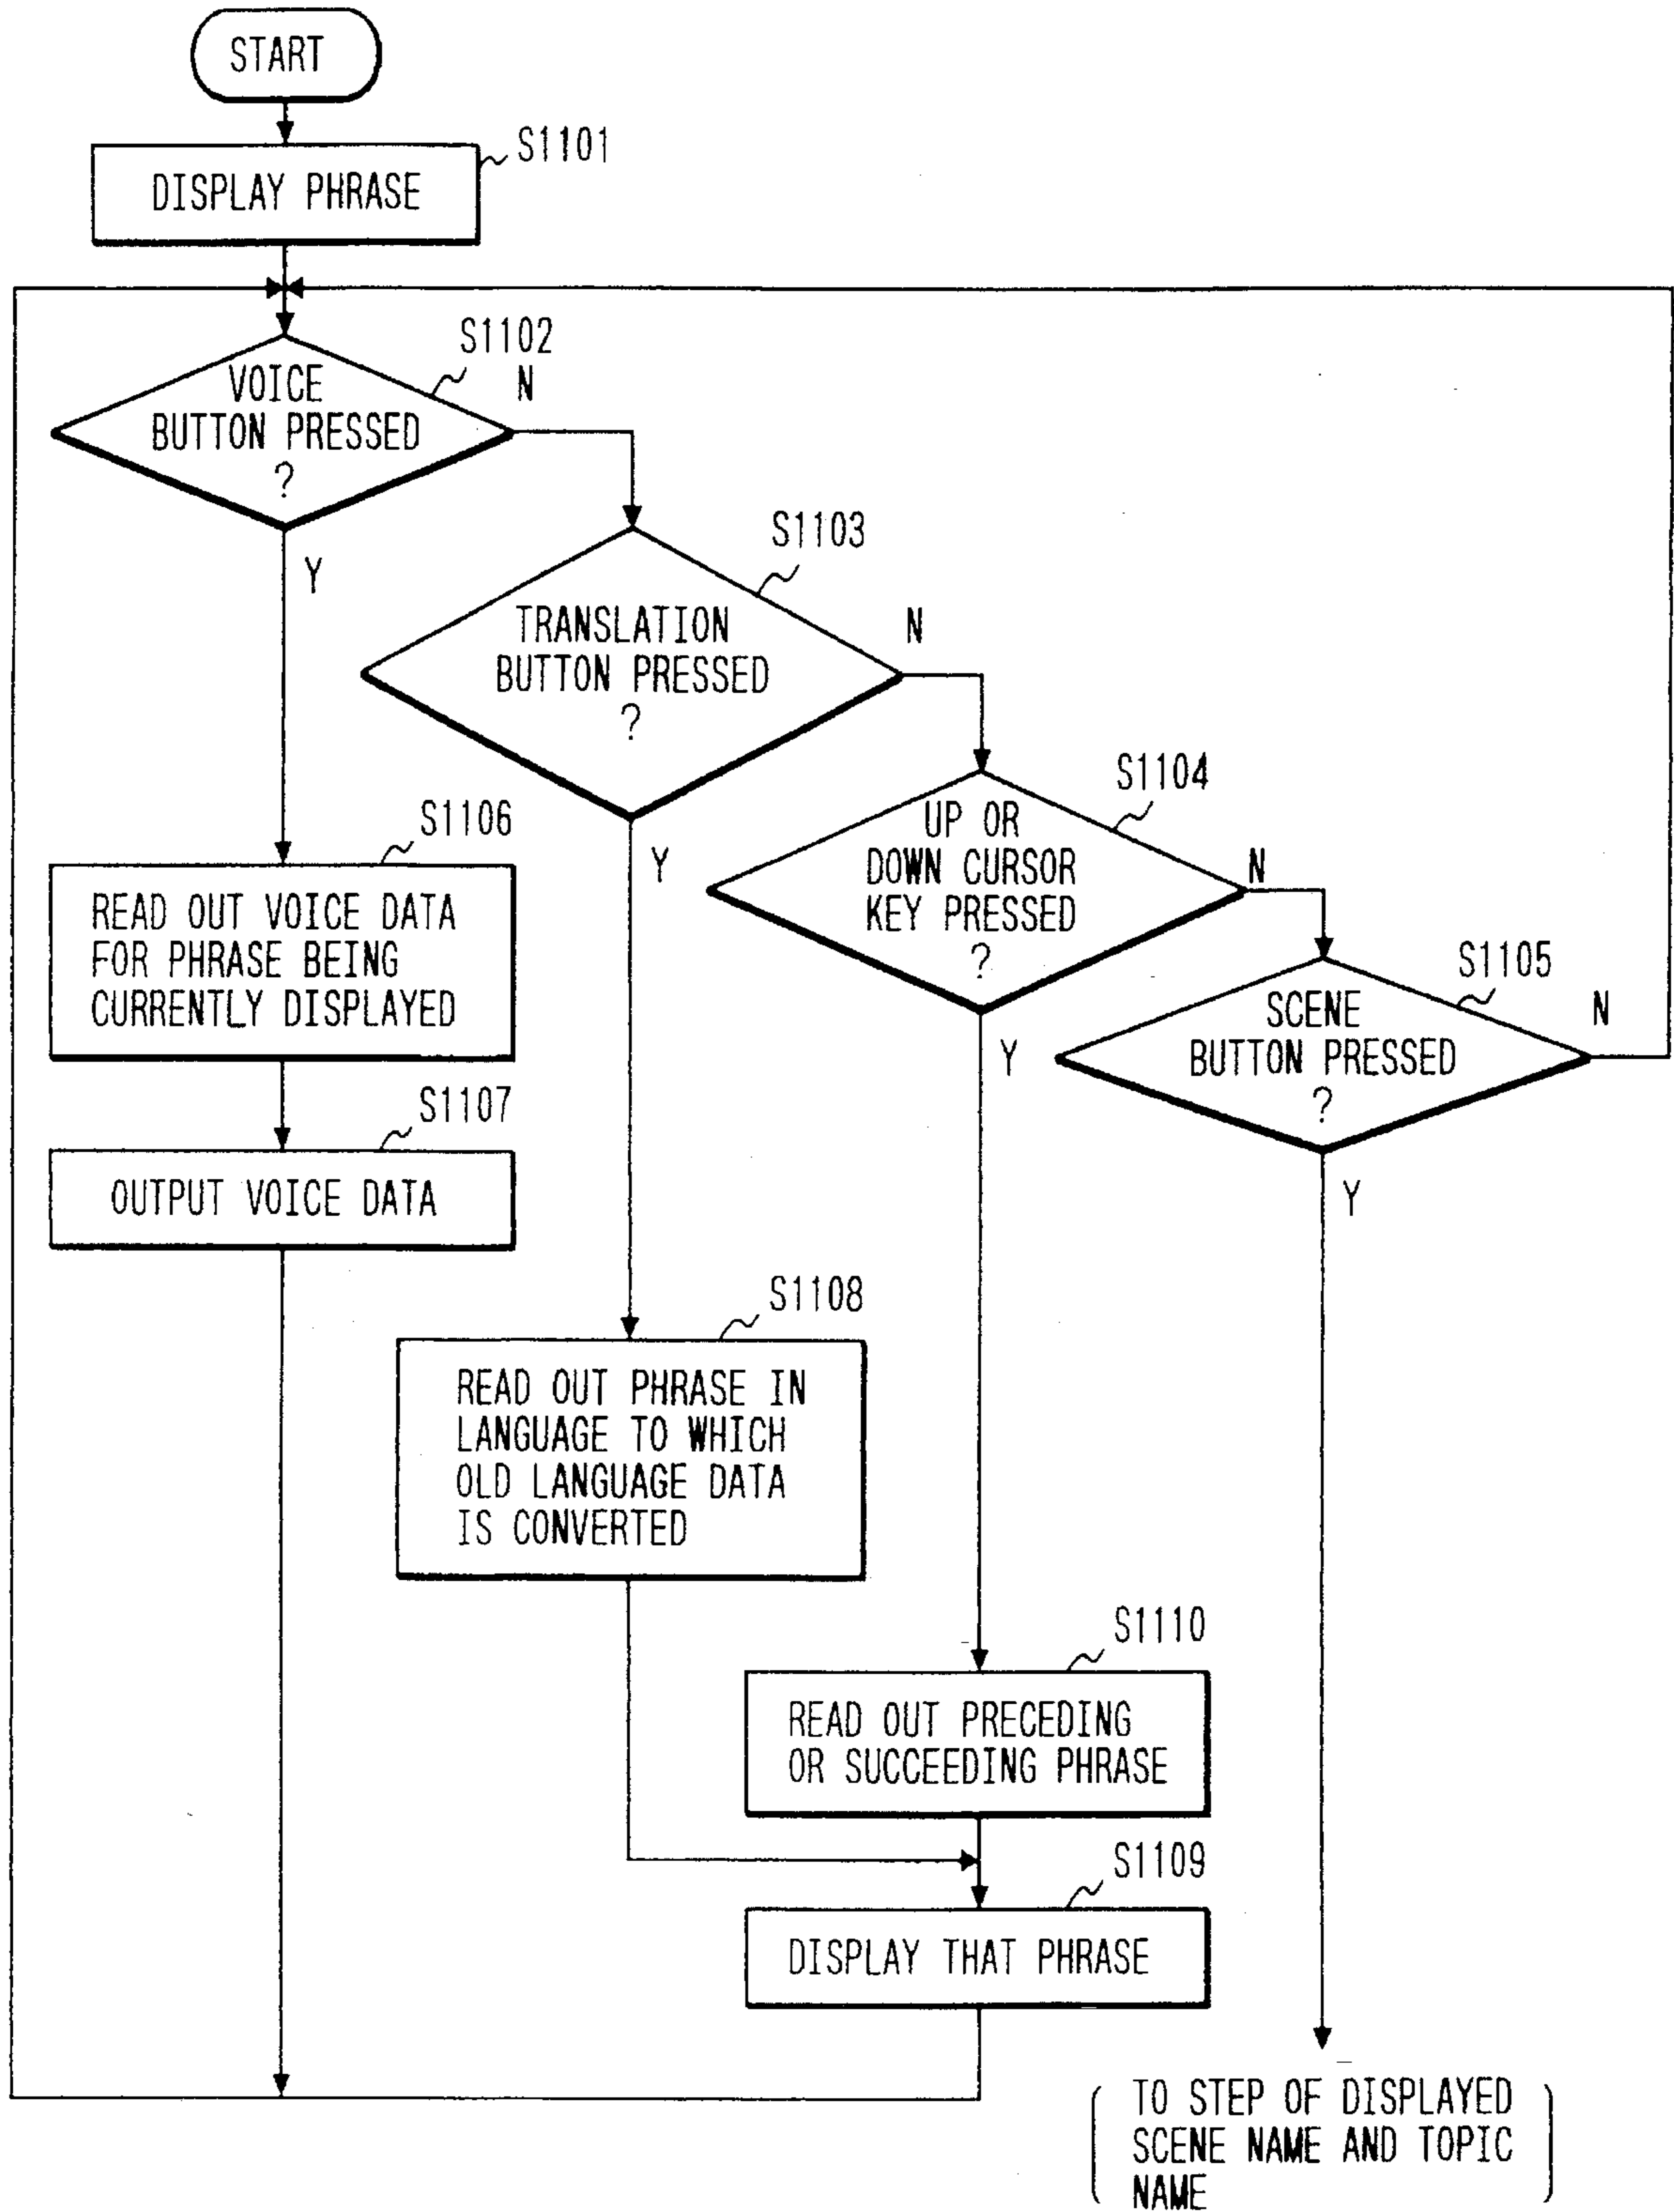 START
S1101
DISPLAY PHRASE
S1102
N
VOICE
BUTTON PRESSED
?
Y
S1103
N
TRANSLATION
BUTTON PRESSED
?
Y
S1104
N
UP OR
DOWN CURSOR
KEY PRESSED
?
Y
S1105
N
SCENE
BUTTON PRESSED
?
Y
S1106
READ OUT VOICE DATA
FOR PHRASE BEING
CURRENTLY DISPLAYED
S1107
OUTPUT VOICE DATA
S1108
READ OUT PHRASE IN
LANGUAGE TO WHICH
OLD LANGUAGE DATA
IS CONVERTED
S1110
READ OUT PRECEDING
OR SUCCEEDING PHRASE
S1109
DISPLAY THAT PHRASE
( TO STEP OF DISPLAYED
SCENE NAME AND TOPIC
NAME )